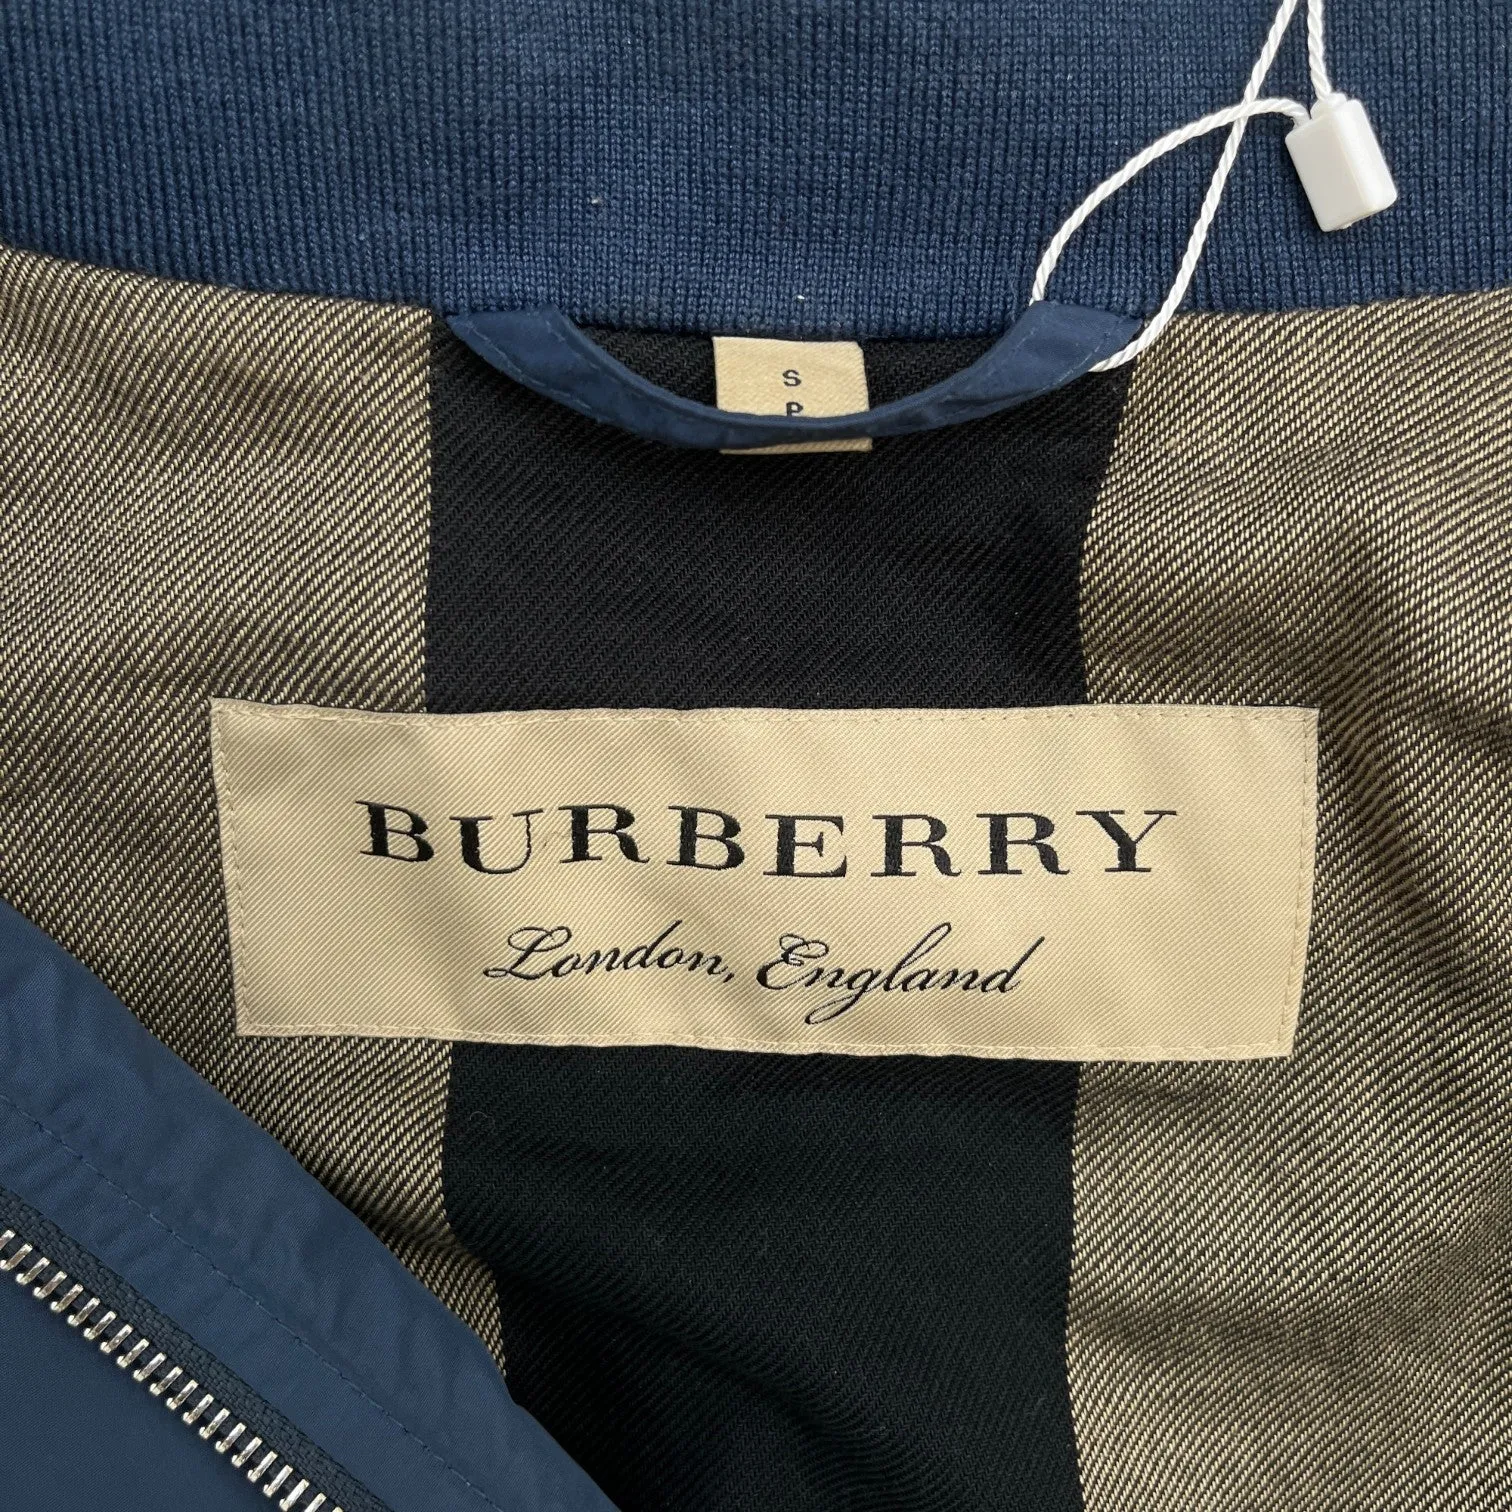 S
P
BURBERRY
London, England